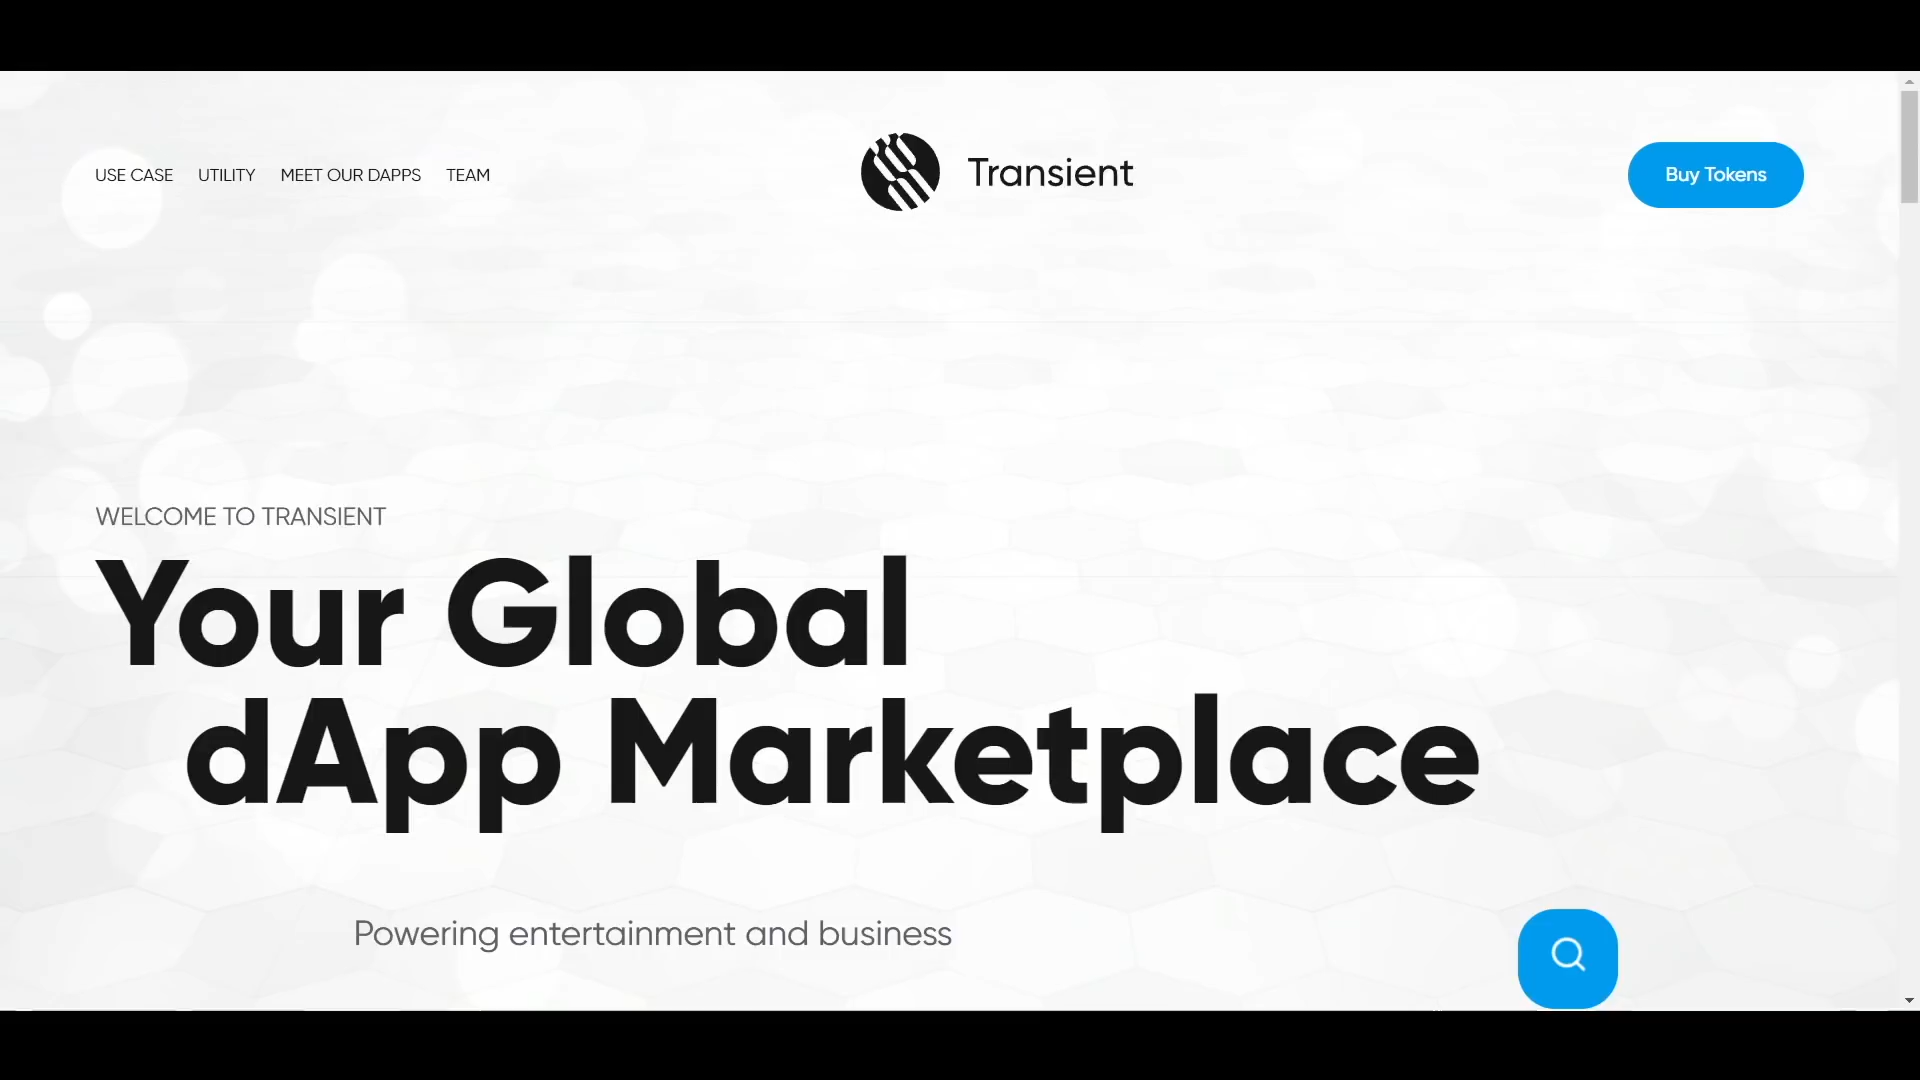 USE CASE UTILITY MEET OUR DAPPS TEAM
Transient
Buy Tokens
WELCOME TO TRANSIENT
Your Global
dApp Marketplace
Powering entertainment and business